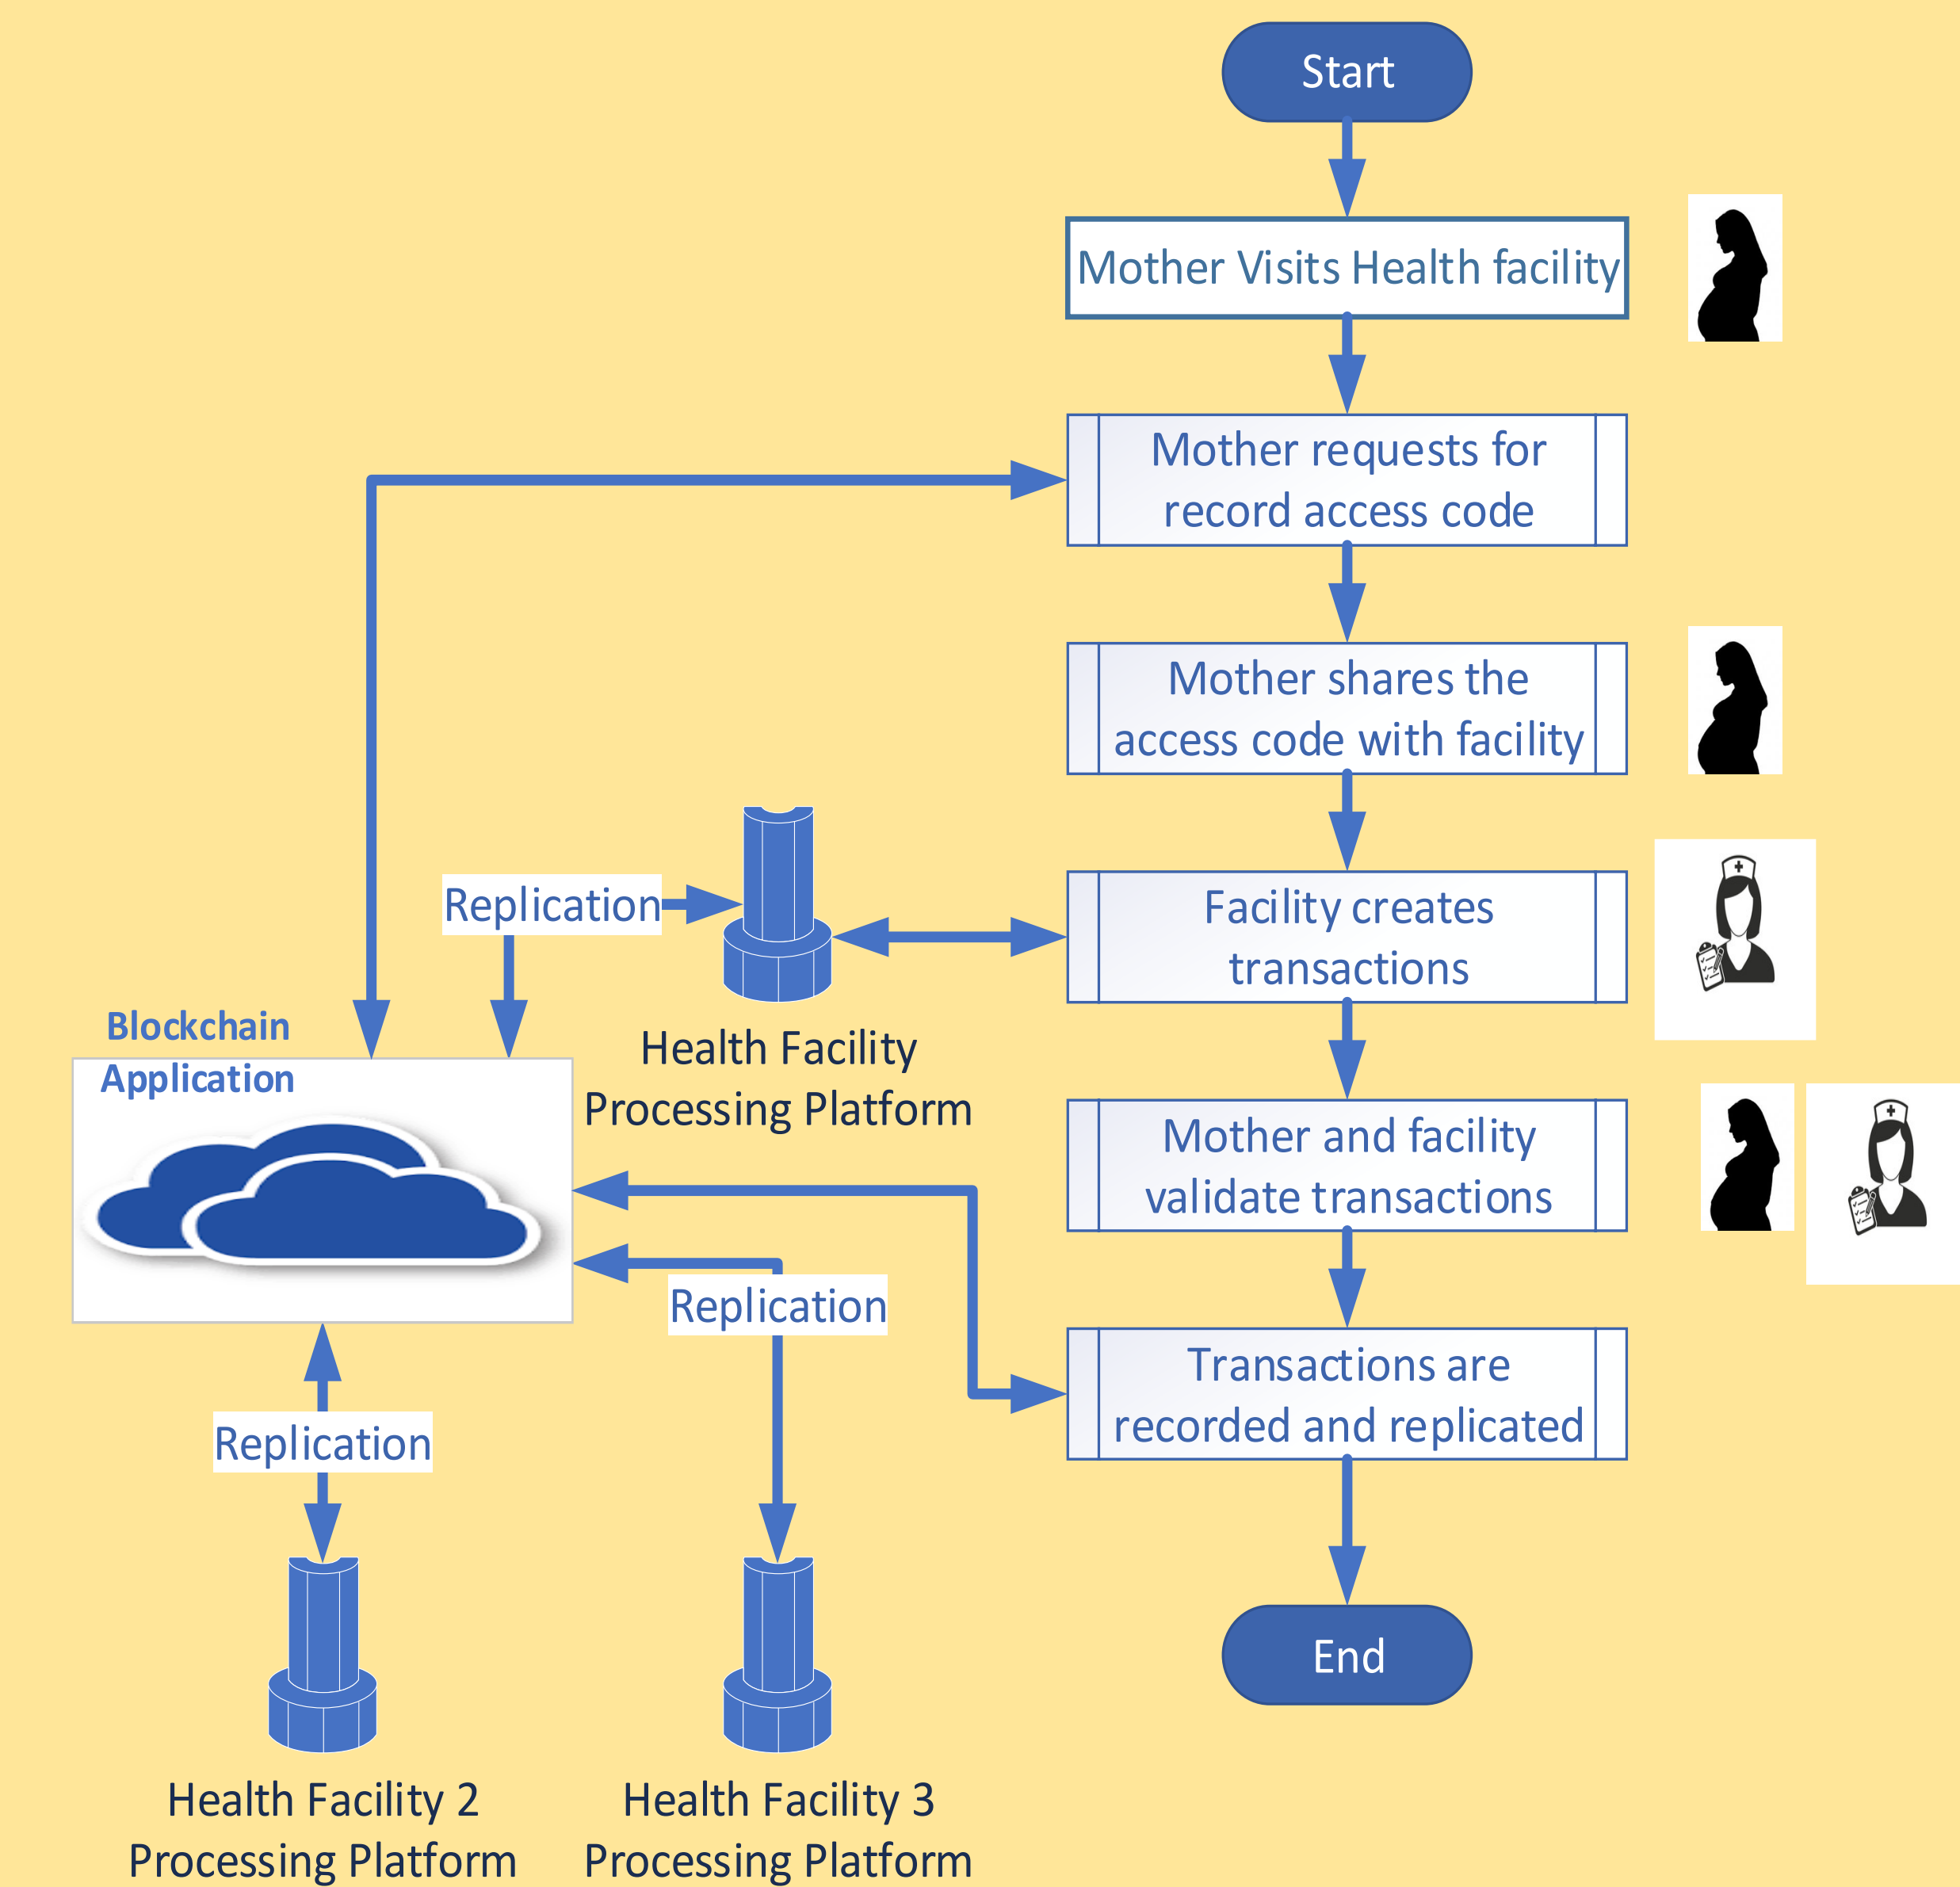 Start
Mother Visits Health facility
Mother requests for
record access code
Mother shares the
access code with facility
Replication
Facility creates
transactions
Health Facility
Processing Platform
Blockchain
Application
Mother and facility
validate transactions
Replication
Transactions are
recorded and replicated
Replication
End
Health Facility 2
Processing Platform
Health Facility 3
Processing Platform